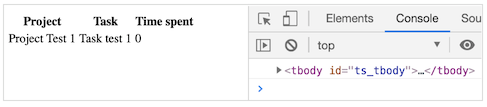 Project Task Time spent
Project Test 1 Task test 1 0
Elements Console Sou
top
<tbody id="ts_tbody">…</tbody>